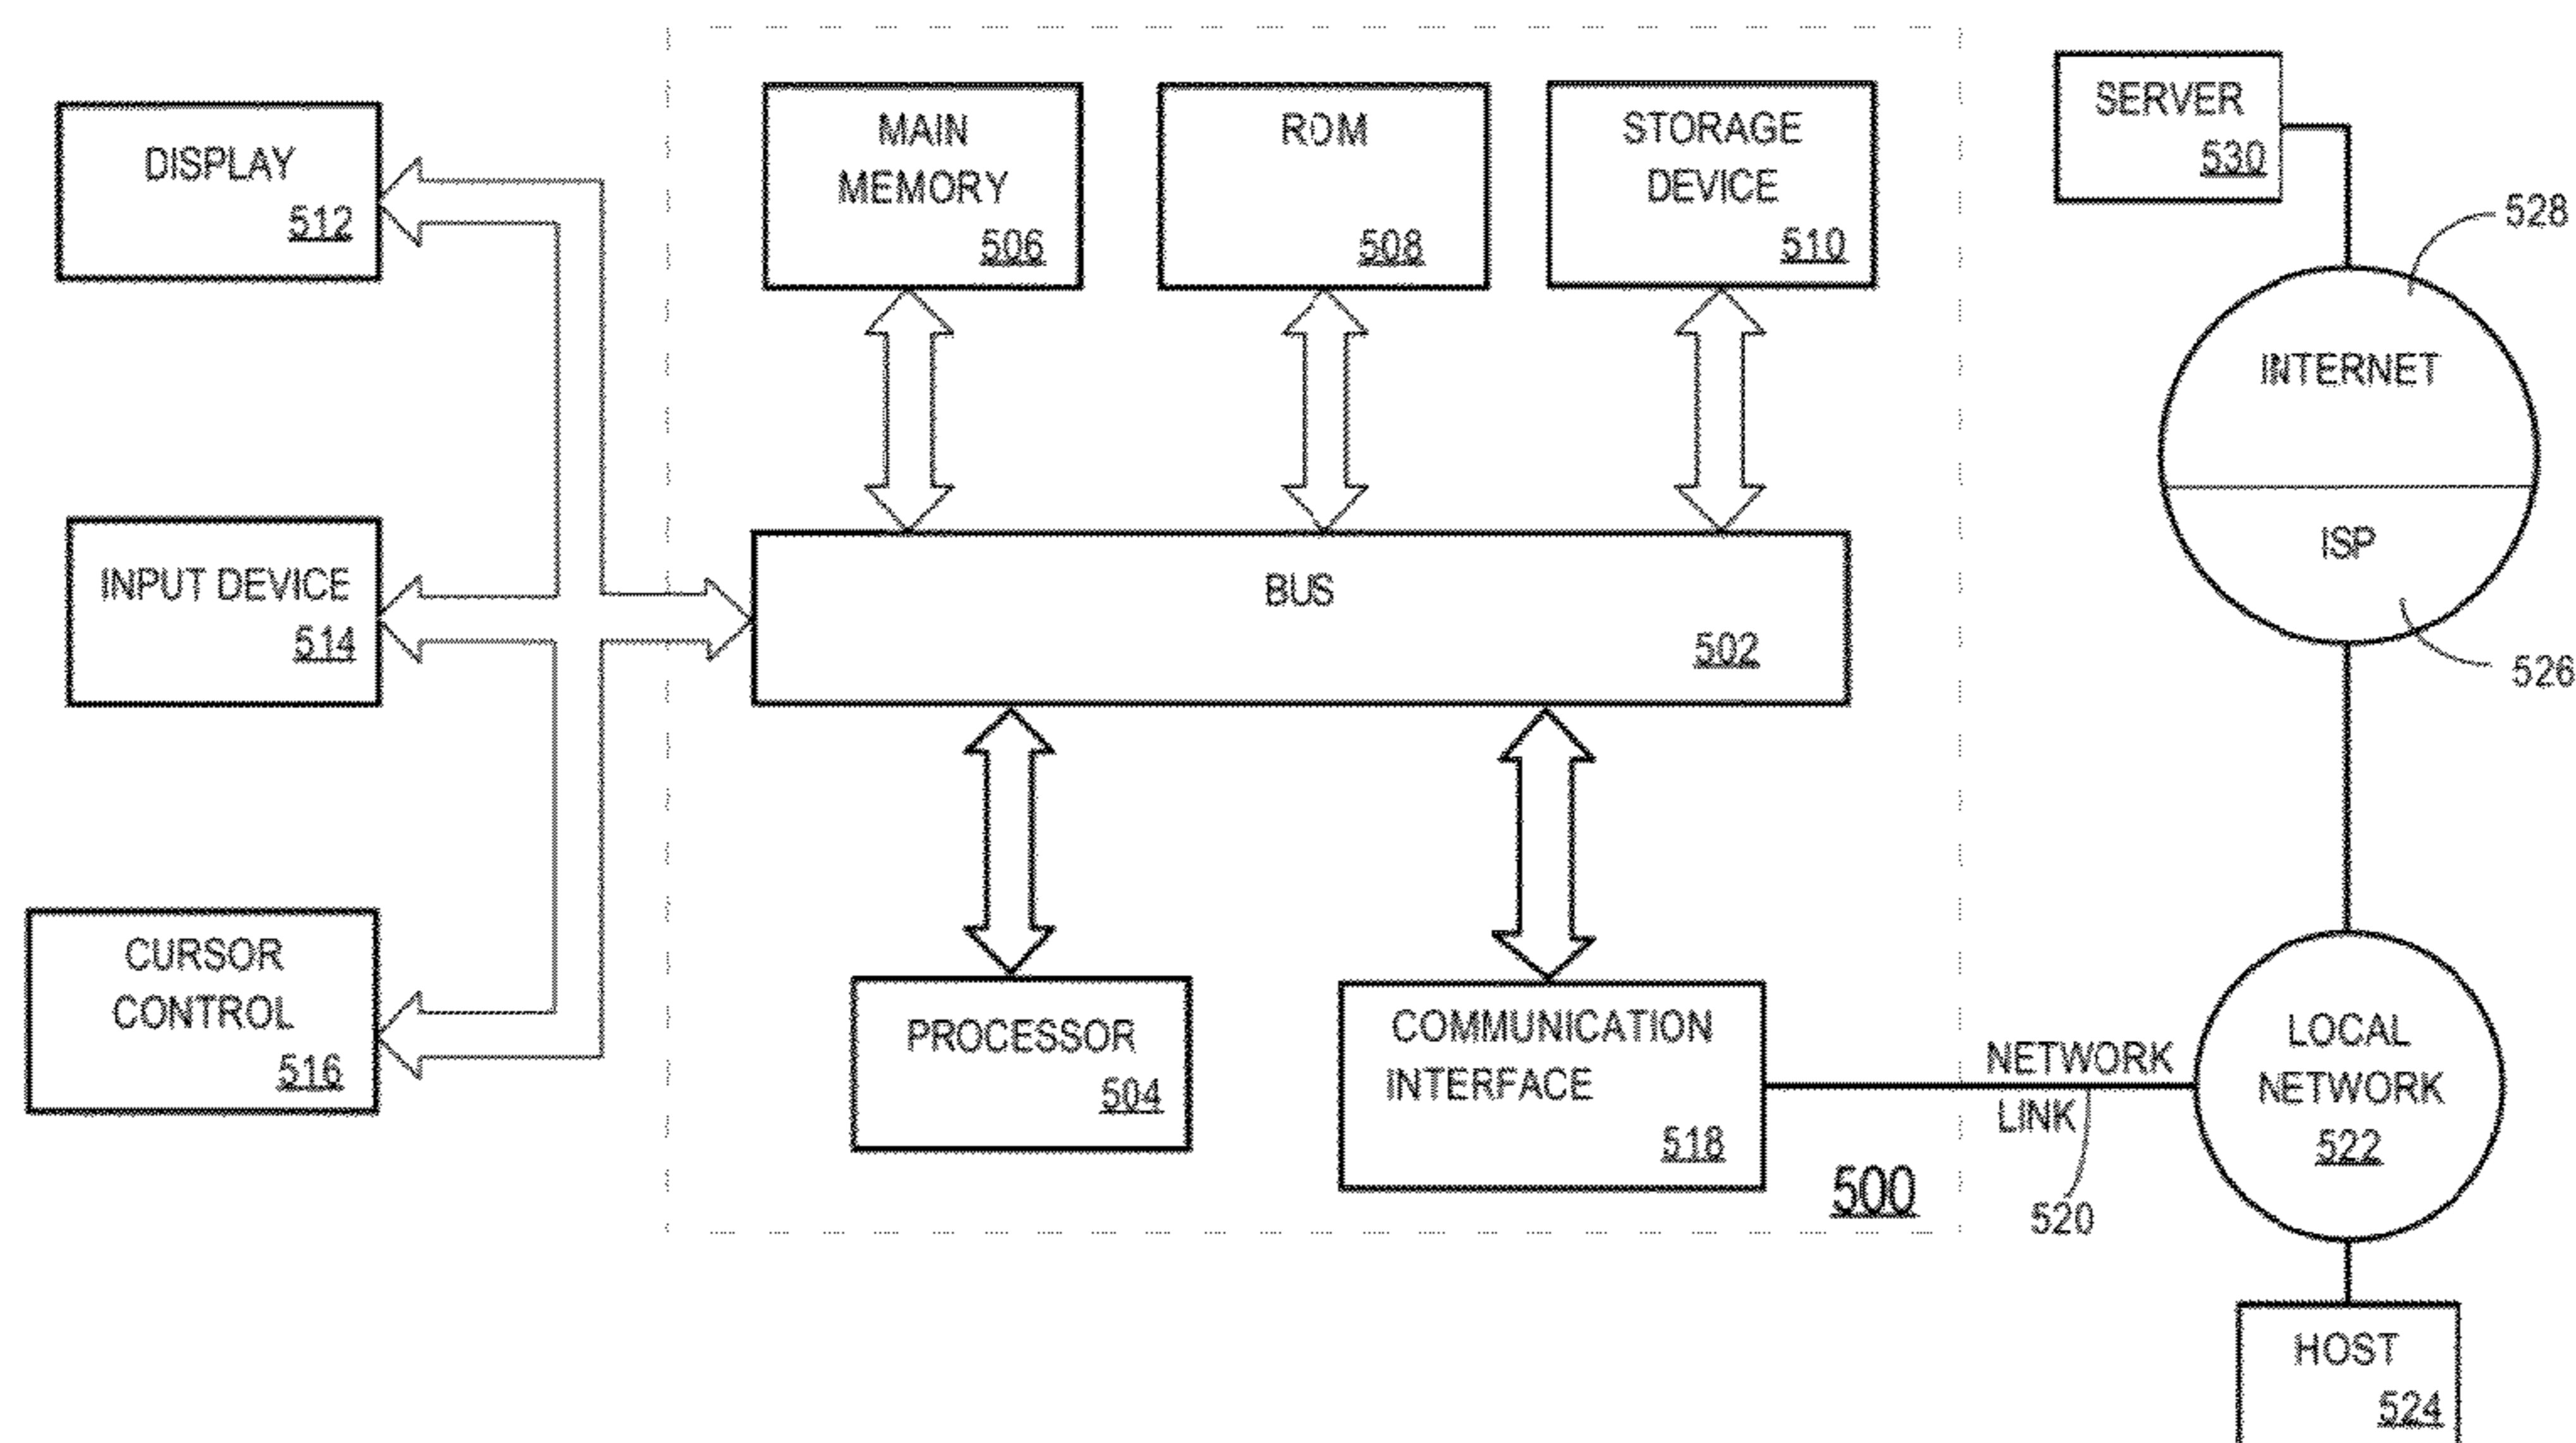 DISPLAY
512
INPUT DEVICE
514
CURSOR
CONTROL
516
MAIN
MEMORY
506
ROM
508
STORAGE
DEVICE
510
BUS
502
PROCESSOR
504
COMMUNICATION
INTERFACE
518
500
NETWORK
LINK
520
SERVER
530
528
INTERNET
ISP
526
LOCAL
NETWORK
522
HOST
524